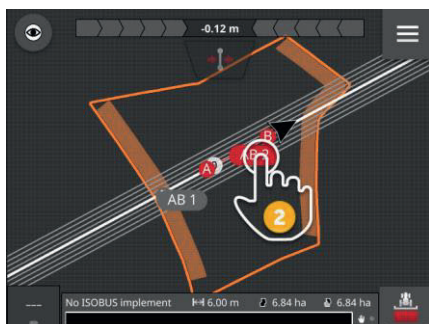 -0.12 m
B
AB 2
A
AB 1
2
---
No ISOBUS implement 6.00 m 6.84 ha 6.84 ha